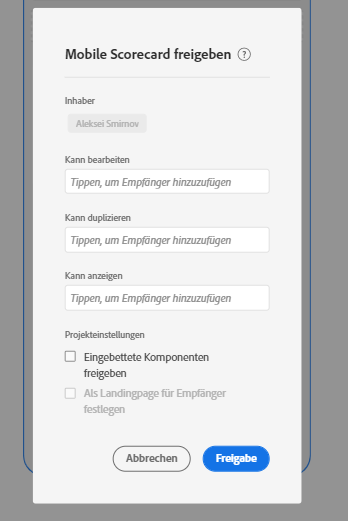 Mobile Scorecard freigeben ?
Inhaber
Aleksei Smirnov
Kann bearbeiten
Tippen, um Empfänger hinzuzufügen
Kann duplizieren
Tippen, um Empfänger hinzuzufügen
Kann anzeigen
Tippen, um Empfänger hinzuzufügen
Projekteinstellungen
Eingebettete Komponenten
freigeben
Als Landingpage für Empfänger
festlegen
Abbrechen Freigabe